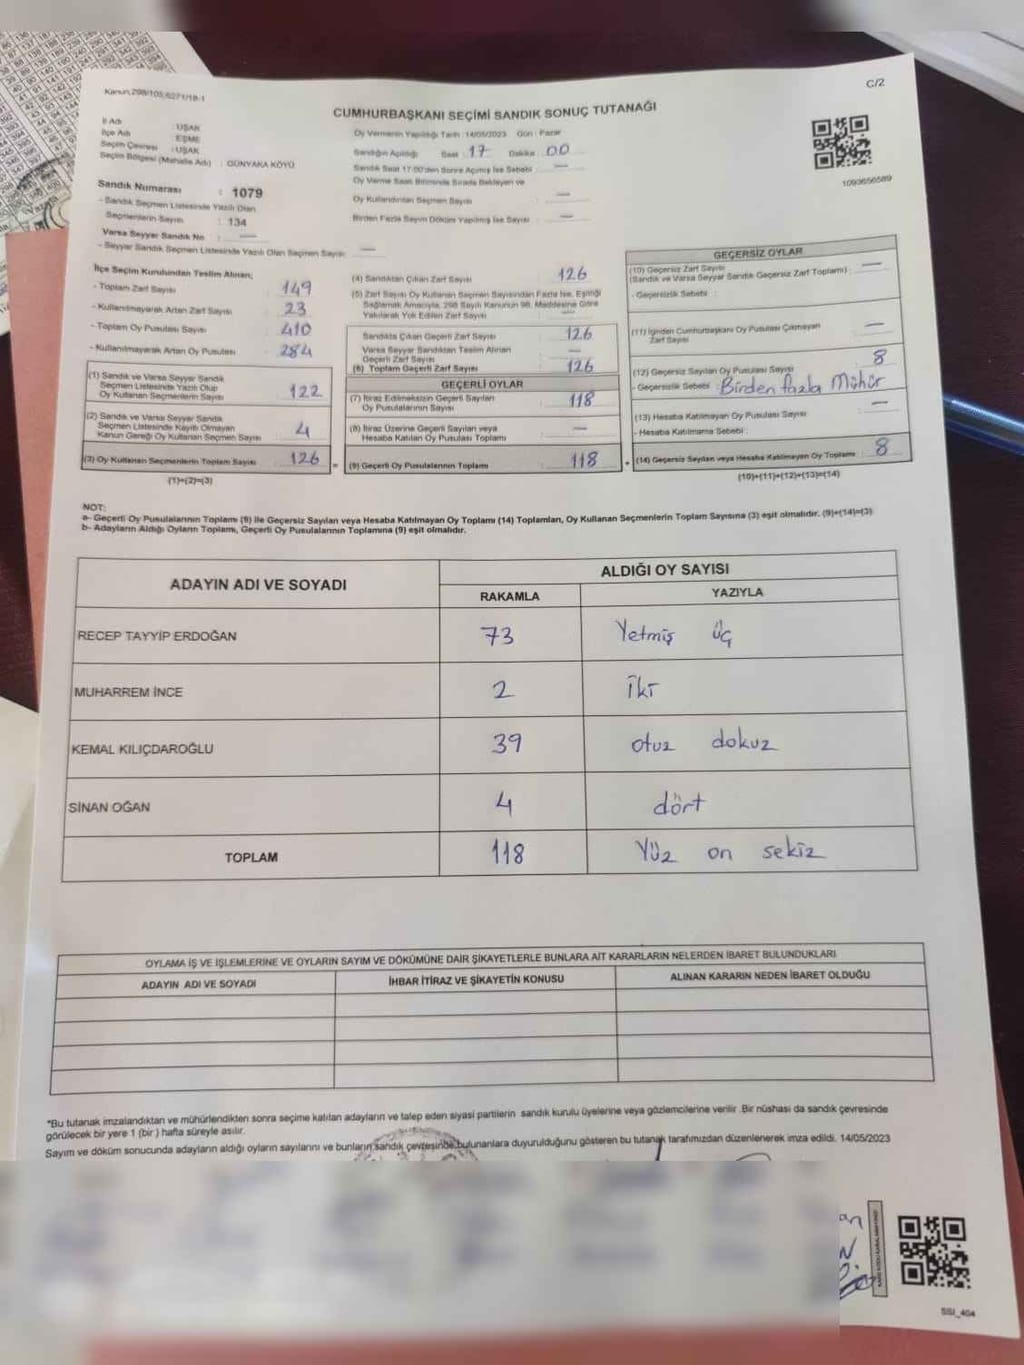 Kanun,298/105,6271/18-1
C/2
CUMHURBAŞKANI SEÇİMİ SANDIK SONUÇ TUTANAĞI
İl Adı : UŞAK
İlçe Adı : EŞME
Seçim Çevresi : UŞAK
Seçim Bölgesi (Mahalle Adı) : GÜNYAKA KÖYÜ
Sandık Numarası : 1079
- Sandık Seçmen Listesinde Yazılı Olan
Seçmenlerin Sayısı : 134
Varsa Seyyar Sandık No : —
- Seyyar Sandık Seçmen Listesinde Yazılı Olan Seçmen Sayısı: —
Oy Vermenin Yapıldığı Tarih :14/05/2023 Gün : Pazar
Sandığın Açıldığı Saat 17 Dakika 00
Sandık Saat 17:00'den Sonra Açılmış İse Sebebi : —
Oy Verme Saati Bitiminde Sırada Bekleyen ve
Oy Kullandırılan Seçmen Sayısı : —
Birden Fazla Sayım Döküm Yapılmış İse Sayısı : —
1093656589
İlçe Seçim Kurulundan Teslim Alınan;
- Toplam Zarf Sayısı : 149
- Kullanılmayarak Artan Zarf Sayısı : 23
- Toplam Oy Pusulası Sayısı : 410
- Kullanılmayarak Artan Oy Pusulası : 284
(1) Sandık ve Varsa Seyyar Sandık
Seçmen Listesinde Yazılı Olup
Oy Kullanan Seçmenlerin Sayısı : 122
(2) Sandık ve Varsa Seyyar Sandık
Seçmen Listesinde Kayıtlı Olmayan
Kanun Gereği Oy Kullanan Seçmen Sayısı : 4
(3) Oy Kullanan Seçmenlerin Toplam Sayısı : 126
(1)+(2)=(3)
(4) Sandıktan Çıkan Zarf Sayısı : 126
(5) Zarf Sayısı Oy Kullanan Seçmen Sayısından Fazla İse, Eşitliği
Sağlamak Amacıyla, 298 Sayılı Kanunun 98. Maddesine Göre
Yakılarak Yok Edilen Zarf Sayısı : —
Sandıkta Çıkan Geçerli Zarf Sayısı : 126
Varsa Seyyar Sandıktan Teslim Alınan
Geçerli Zarf Sayısı : —
(6) Toplam Geçerli Zarf Sayısı : 126
GEÇERLİ OYLAR
(7) İtiraz Edilmeksizin Geçerli Sayılan
Oy Pusulalarının Sayısı : 118
(8) İtiraz Üzerine Geçerli Sayılan veya
Hesaba Katılan Oy Pusulası Toplamı : —
(9) Geçerli Oy Pusulalarının Toplamı : 118
GEÇERSİZ OYLAR
(10) Geçersiz Zarf Sayısı
(Sandık ve Varsa Seyyar Sandık Geçersiz Zarf Toplamı) : —
- Geçersizlik Sebebi :
(11) İçinden Cumhurbaşkanı Oy Pusulası Çıkmayan
Zarf Sayısı : —
(12) Geçersiz Sayılan Oy Pusulası Sayısı : 8
- Geçersizlik Sebebi : Birden fazla Mühür
(13) Hesaba Katılmayan Oy Pusulası Sayısı : —
- Hesaba Katılmama Sebebi :
(14) Geçersiz Sayılan veya Hesaba Katılmayan Oy Toplamı : 8
(10)+(11)+(12)+(13)=(14)
NOT:
a- Geçerli Oy Pusulalarının Toplamı (9) ile Geçersiz Sayılan veya Hesaba Katılmayan Oy Toplamı (14) Toplamları, Oy Kullanan Seçmenlerin Toplam Sayısına (3) eşit olmalıdır. (9)+(14)=(3)
b- Adayların Aldığı Oyların Toplamı, Geçerli Oy Pusulalarının Toplamına (9) eşit olmalıdır.
ADAYIN ADI VE SOYADI
ALDIĞI OY SAYISI
RAKAMLA YAZIYLA
RECEP TAYYİP ERDOĞAN 73 Yetmiş üç
MUHARREM İNCE 2 iki
KEMAL KILIÇDAROĞLU 39 otuz dokuz
SİNAN OĞAN 4 dört
TOPLAM 118 Yüz on sekiz
OYLAMA İŞ VE İŞLEMLERİNE VE OYLARIN SAYIM VE DÖKÜMÜNE DAİR ŞİKAYETLERLE BUNLARA AİT KARARLARIN NELERDEN İBARET BULUNDUKLARI
ADAYIN ADI VE SOYADI İHBAR İTİRAZ VE ŞİKAYETİN KONUSU ALINAN KARARIN NEDEN İBARET OLDUĞU
*Bu tutanak imzalandıktan ve mühürlendikten sonra seçime katılan adayların ve talep eden siyasi partilerin sandık kurulu üyelerine veya gözlemcilerine verilir .Bir nüshası da sandık çevresinde
görülecek bir yere 1 (bir ) hafta süreyle asılır.
Sayım ve döküm sonucunda adayların aldığı oyların sayılarını ve bunların sandık çevresinde bulunanlara duyurulduğunu gösteren bu tutanak tarafımızdan düzenlenerek imza edildi. 14/05/2023
SSI_404